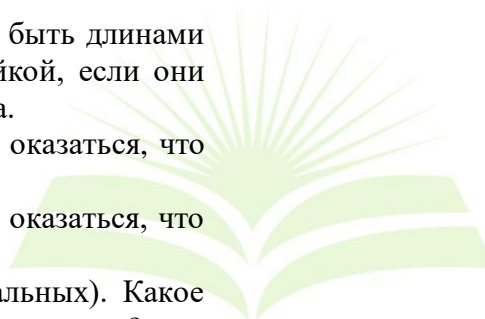 быть длинами
йкой, если они
а.
оказаться, что
оказаться, что
альных). Какое